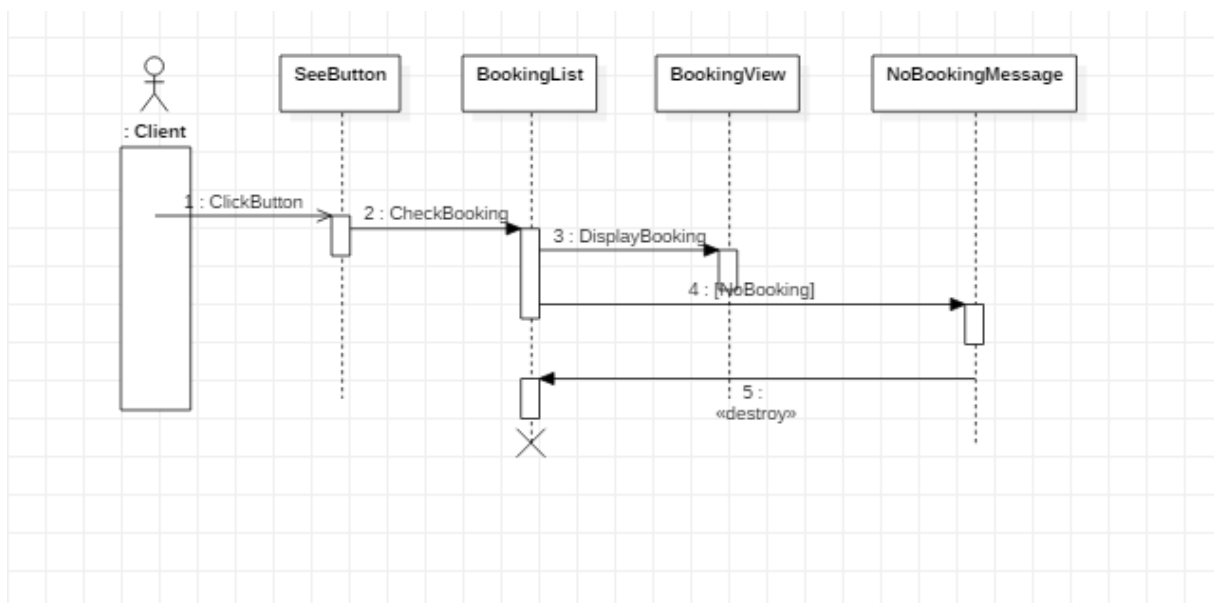 SeeButton
BookingList
BookingView
NoBookingMessage
: Client
1 : ClickButton
2 : CheckBooking
3 : DisplayBooking
4 : [NoBooking]
5 :
«destroy»